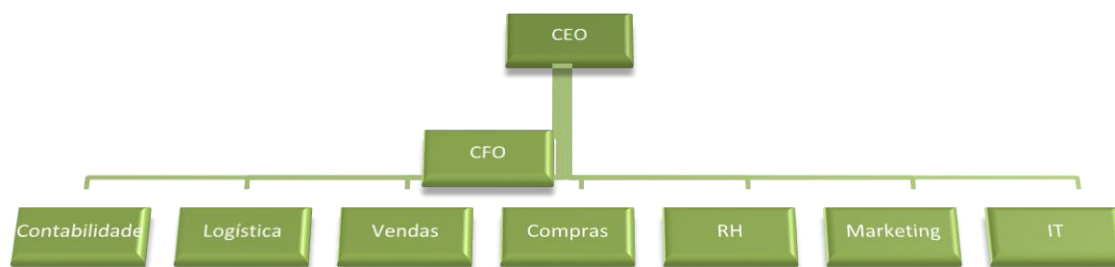 CEO
CFO
Contabilidade
Logística
Vendas
Compras
RH
Marketing
IT